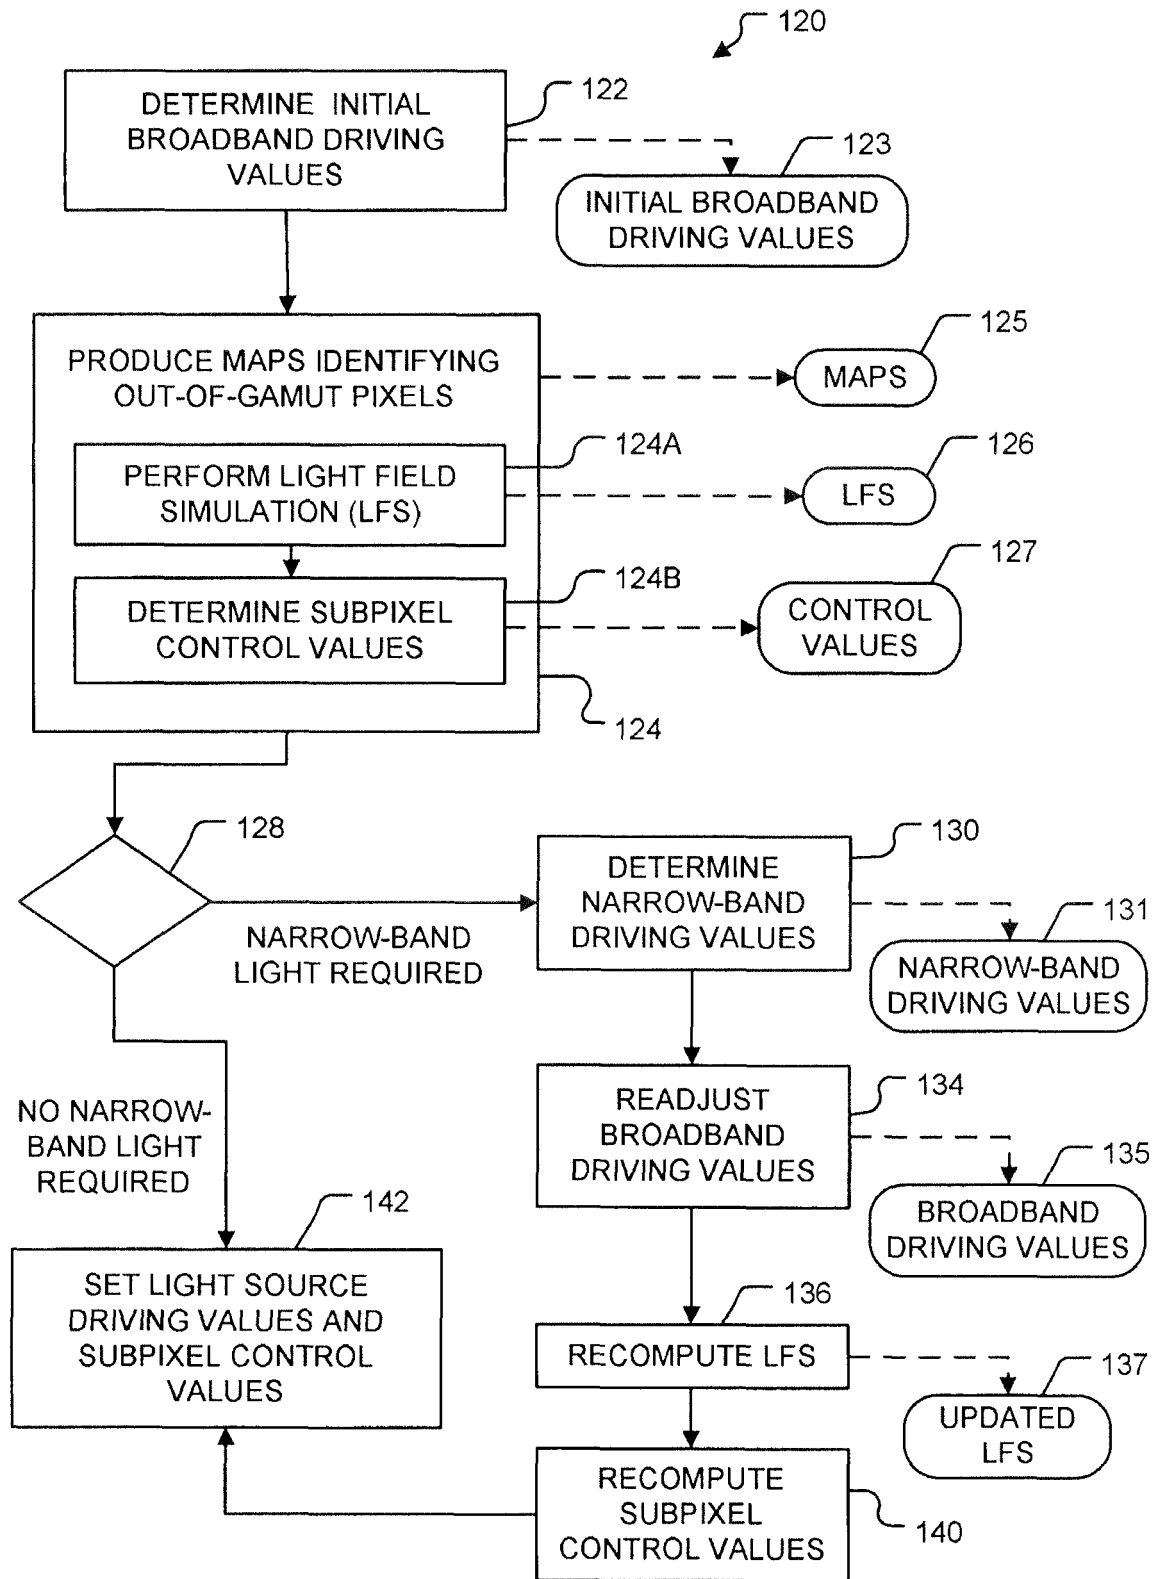 120
DETERMINE INITIAL
BROADBAND DRIVING
VALUES
122
123
INITIAL BROADBAND
DRIVING VALUES
PRODUCE MAPS IDENTIFYING
OUT-OF-GAMUT PIXELS
125
MAPS
124A
PERFORM LIGHT FIELD
SIMULATION (LFS)
126
LFS
124B
DETERMINE SUBPIXEL
CONTROL VALUES
127
CONTROL
VALUES
124
128
NARROW-BAND
LIGHT REQUIRED
130
DETERMINE
NARROW-BAND
DRIVING VALUES
131
NARROW-BAND
DRIVING VALUES
NO NARROW-
BAND LIGHT
REQUIRED
134
READJUST
BROADBAND
DRIVING VALUES
135
BROADBAND
DRIVING VALUES
142
SET LIGHT SOURCE
DRIVING VALUES AND
SUBPIXEL CONTROL
VALUES
136
RECOMPUTE LFS
137
UPDATED
LFS
RECOMPUTE
SUBPIXEL
CONTROL VALUES
140